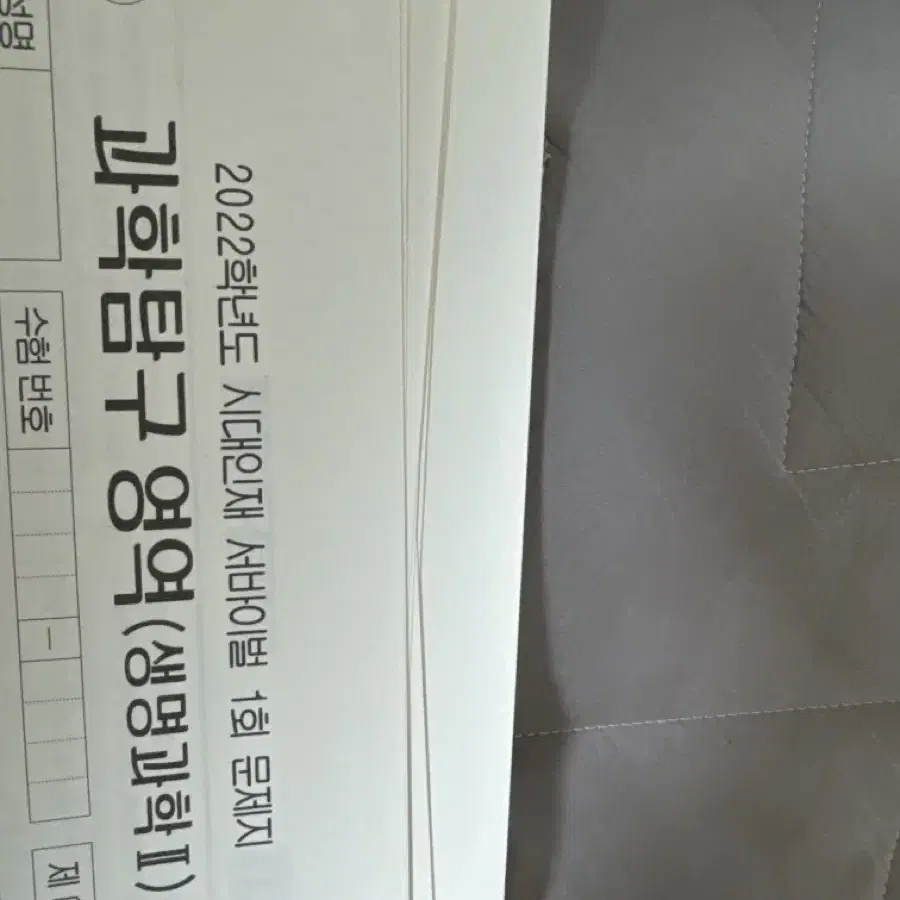 2022학년도 시대인재 서바이벌 1회 문제지
과학탐구 영역(생명과학Ⅱ)
성명
수험번호
-
제